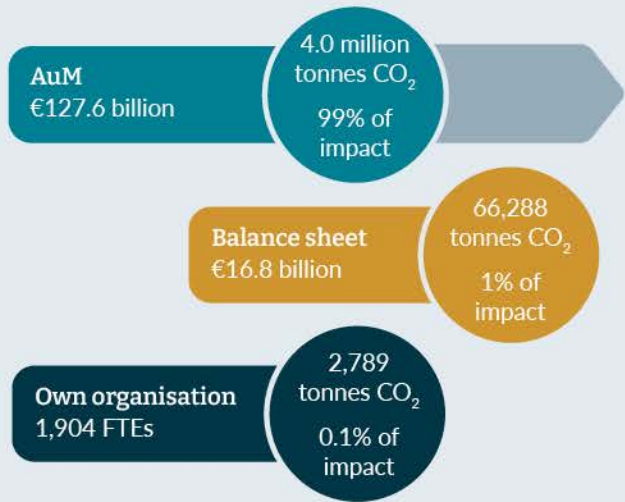 AuM
€127.6 billion
4.0 million
tonnes CO₂
99% of
impact
Balance sheet
€16.8 billion
66,288
tonnes CO₂
1% of
impact
Own organisation
1,904 FTEs
2,789
tonnes CO₂
0.1% of
impact